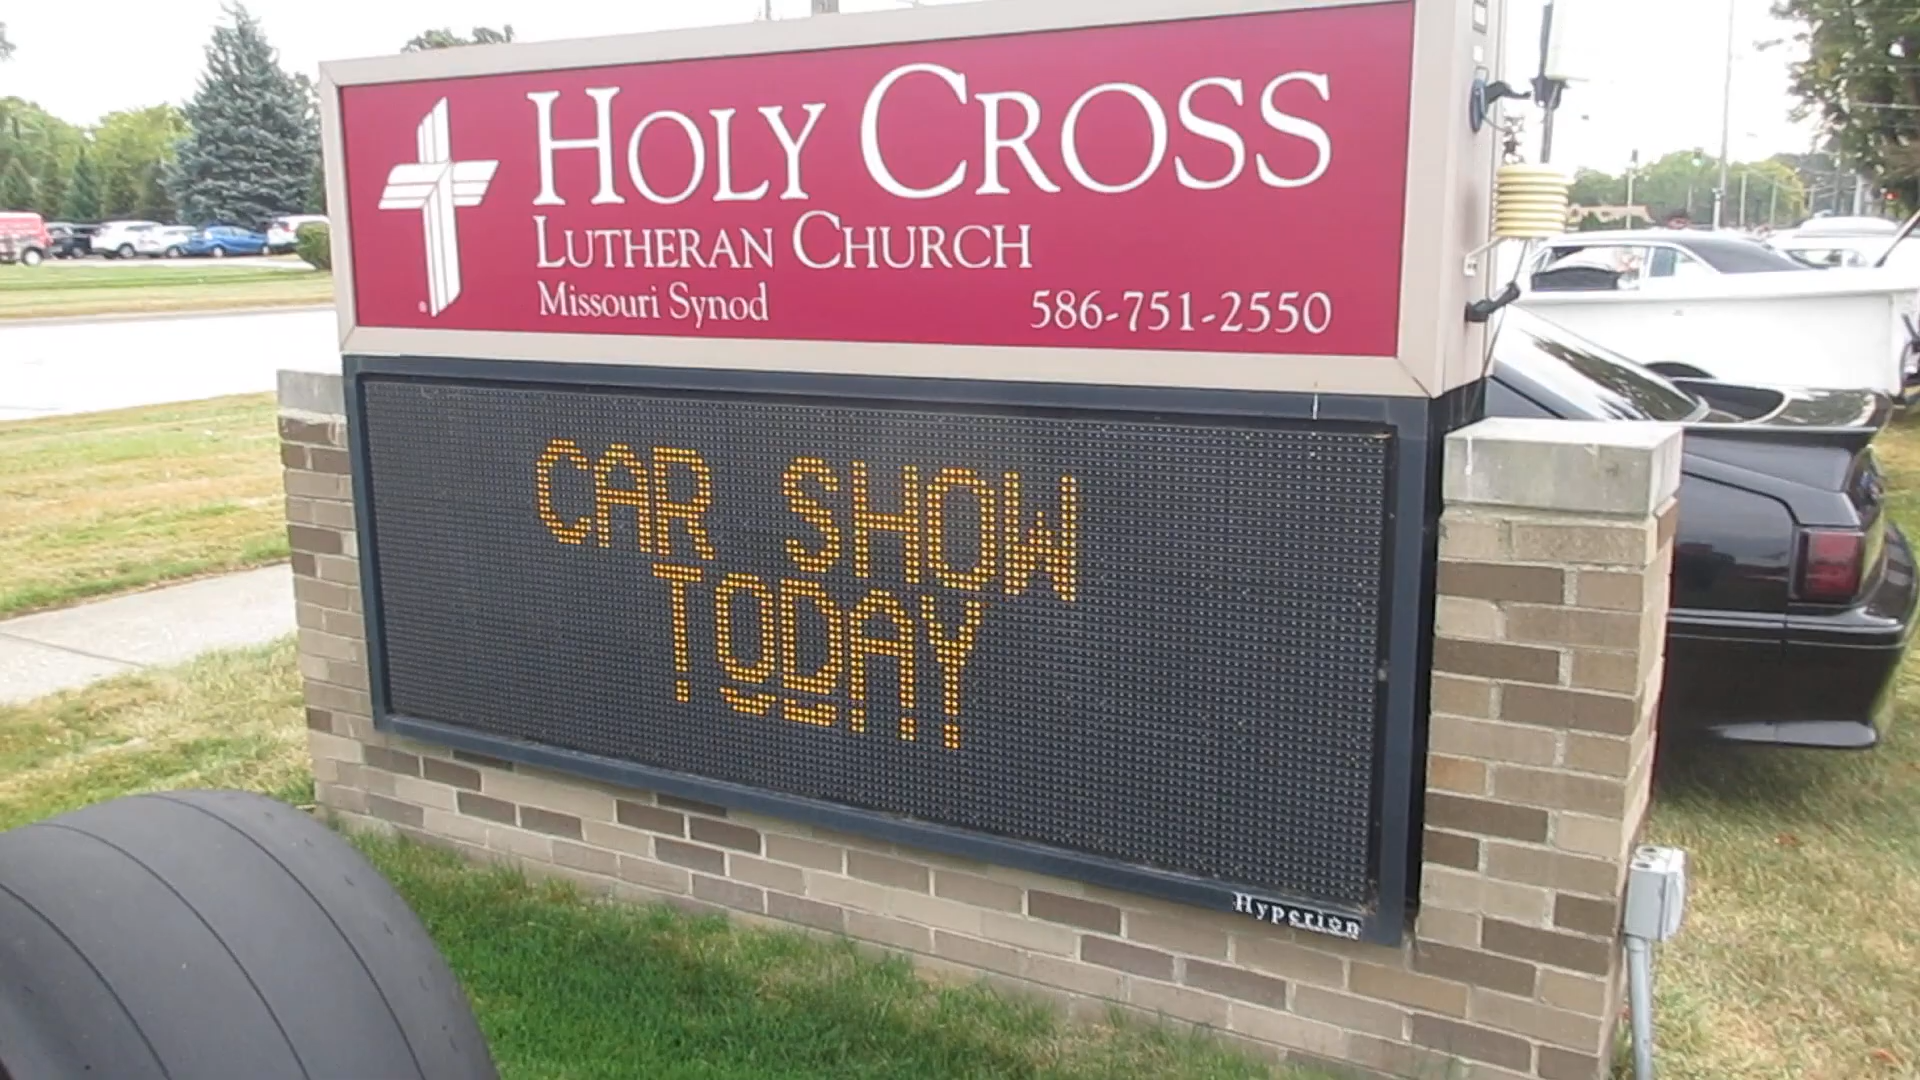 HOLY CROSS
LUTHERAN CHURCH
Missouri Synod 586-751-2550
CAR SHOW
TODAY
Hyperion